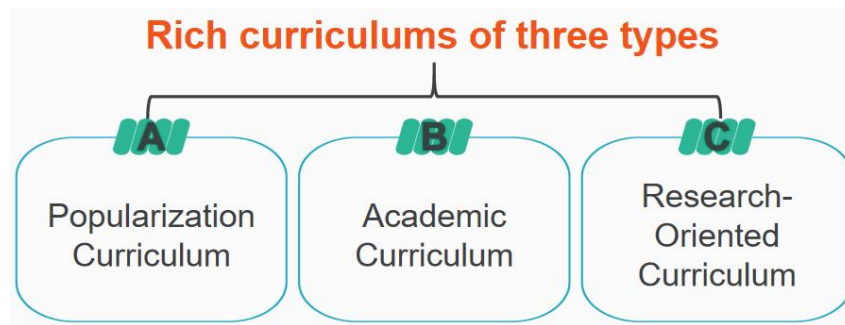 Rich curriculums of three types
A
Popularization
Curriculum
B
Academic
Curriculum
C
Research-
Oriented
Curriculum